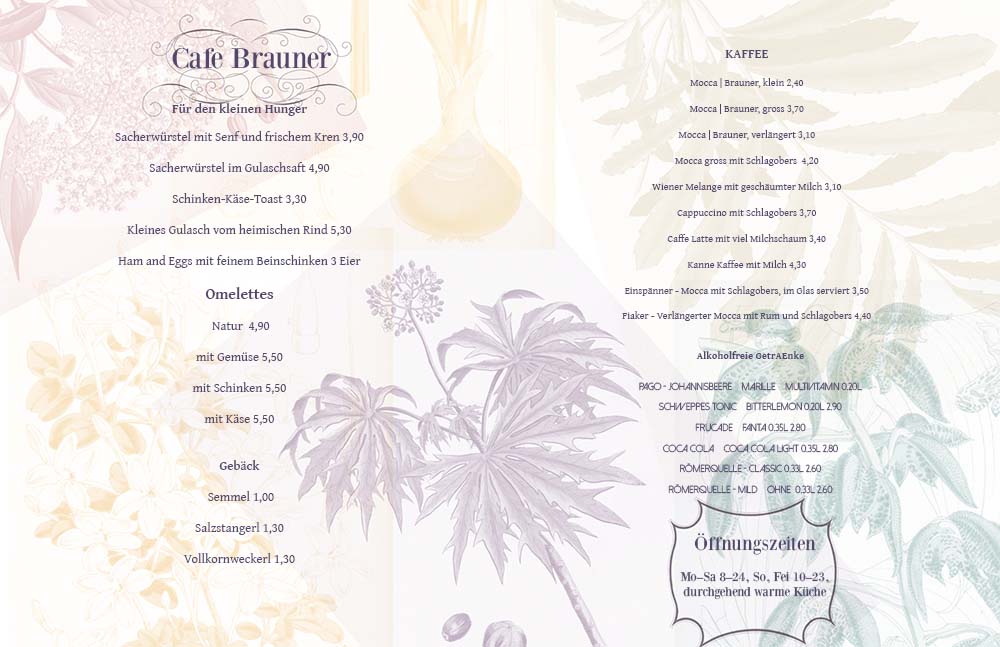 Cafe Brauner
Für den kleinen Hunger
Sacherwürstel mit Senf und frischem Kren 3,90
Sacherwürstel im Gulaschsaft 4,90
Schinken-Käse-Toast 3,30
Kleines Gulasch vom heimischen Rind 5,30
Ham and Eggs mit feinem Beinschinken 3 Eier
Omelettes
Natur 4,90
mit Gemüse 5,50
mit Schinken 5,50
mit Käse 5,50
Gebäck
Semmel 1,00
Salzstangerl 1,30
Vollkornweckerl 1,30
KAFFEE
Mocca | Brauner, klein 2,40
Mocca | Brauner, gross 3,70
Mocca | Brauner, verlängert 3,10
Mocca gross mit Schlagobers 4,20
Wiener Melange mit geschäumter Milch 3,10
Cappuccino mit Schlagobers 3,70
Caffe Latte mit viel Milchschaum 3,40
Kanne Kaffee mit Milch 4,30
Einspänner – Mocca mit Schlagobers, im Glas serviert 3,50
Fiaker – Verlängerter Mocca mit Rum und Schlagobers 4,40
Alkoholfreie GetrAEnke
PAGO - JOHANNSBEERE MARILLE MULTIVITAMIN 0.20L
SCHWEPPES TONIC BITTERLEMON 0.20L 2.90
FRUCADE FANTA 0.35L 2.80
COCA COLA COCA COLA LIGHT 0.35L 2.80
RÖMERQUELLE - CLASSIC 0.33L 2.60
RÖMERQUELLE - MILD OHNE 0.33L 2.60
Öffnungszeiten
Mo–Sa 8–24, So, Fei 10–23,
durchgehend warme Küche